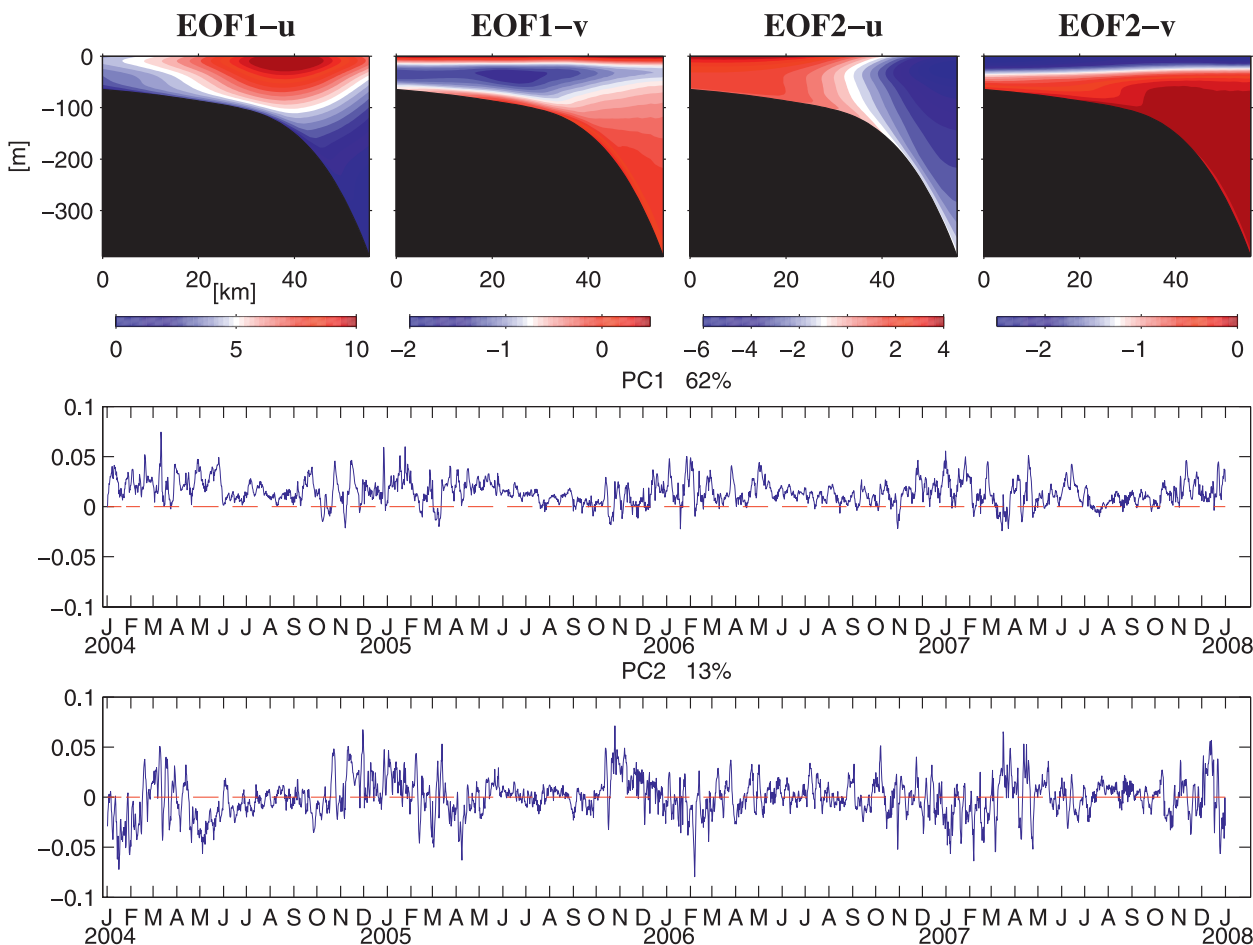 EOF1−u EOF1−v EOF2−u EOF2−v
0
−100
−200
−300
[m]
0 20 40 0 20 40 0 20 40 0 20 40
[km]
0 5 10 −2 −1 0 −6 −4 −2 0 2 4 −2 −1 0
PC1 62%
0.1
0.05
0
−0.05
−0.1
J F M A M J J A S O N D J F M A M J J A S O N D J F M A M J J A S O N D J F M A M J J A S O N D J
2004 2005 2006 2007 2008
PC2 13%
0.1
0.05
0
−0.05
−0.1
J F M A M J J A S O N D J F M A M J J A S O N D J F M A M J J A S O N D J F M A M J J A S O N D J
2004 2005 2006 2007 2008